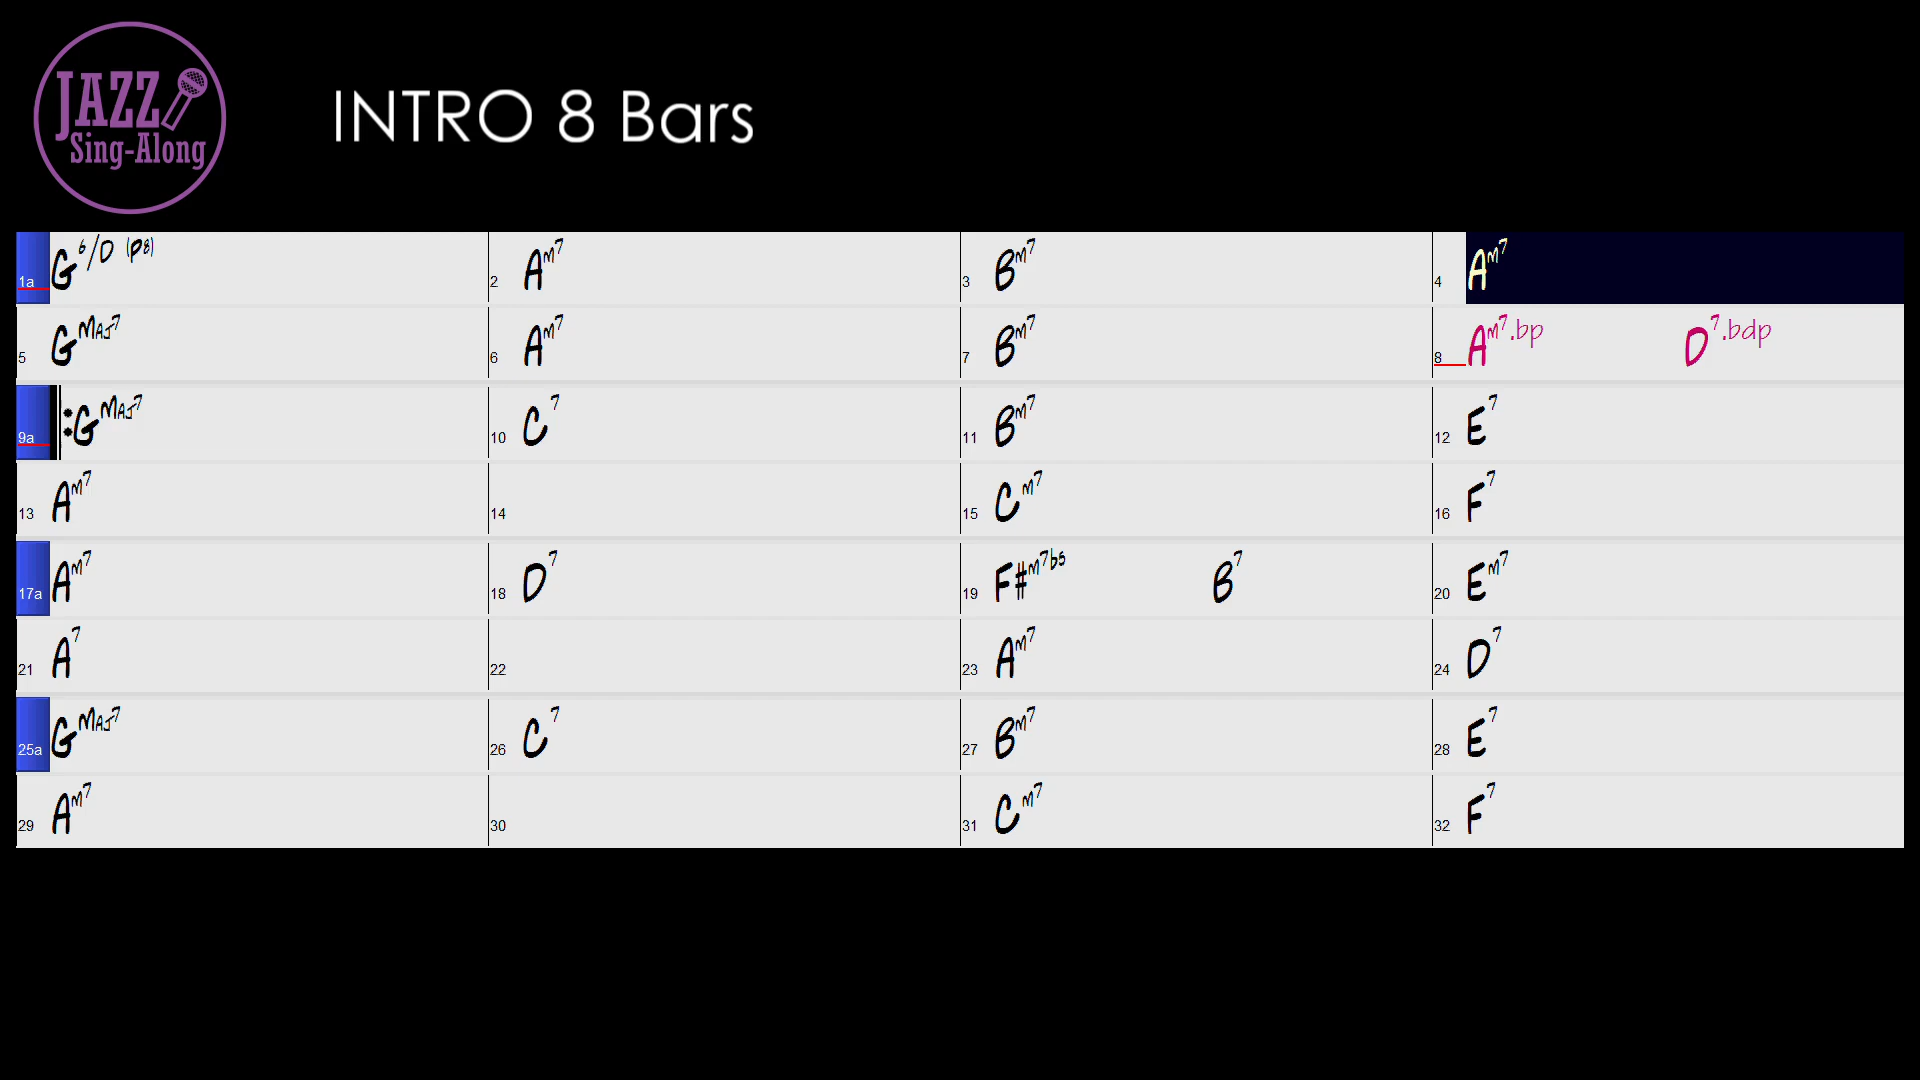 JAZZ
Sing-Along
INTRO 8 Bars
1a G6/D (P8) 2 Am7 3 Bm7 4 Am7
5 GMAJ7 6 Am7 7 Bm7 8 Am7.bp D7.bdp
9a GMAJ7 10 C7 11 Bm7 12 E7
13 Am7 14 15 Cm7 16 F7
17a Am7 18 D7 19 F#m7b5 B7 20 Em7
21 A7 22 23 Am7 24 D7
25a GMAJ7 26 C7 27 Bm7 28 E7
29 Am7 30 31 Cm7 32 F7